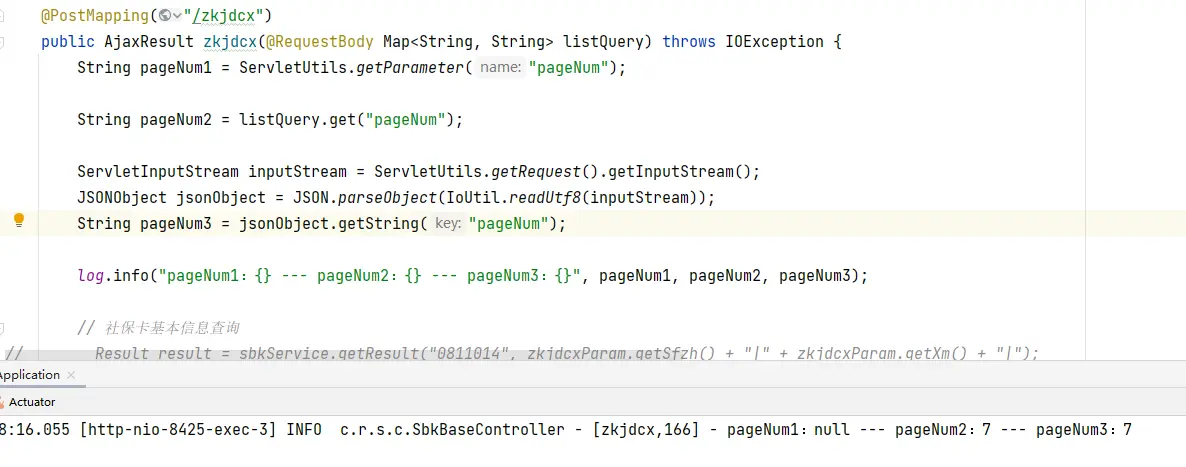 @PostMapping("/zkjdcx")
public AjaxResult zkjdcx(@RequestBody Map<String, String> listQuery) throws IOException {
String pageNum1 = ServletUtils.getParameter( name: "pageNum");
String pageNum2 = listQuery.get("pageNum");
ServletInputStream inputStream = ServletUtils.getRequest().getInputStream();
JSONObject jsonObject = JSON.parseObject(IoUtil.readUtf8(inputStream));
String pageNum3 = jsonObject.getString( key: "pageNum");
log.info("pageNum1：{} --- pageNum2：{} --- pageNum3：{}", pageNum1, pageNum2, pageNum3);
// 社保卡基本信息查询
// Result result = sbkService.getResult("0811014", zkjdcxParam.getSfzh() + "|" + zkjdcxParam.getXm() + "|");
Application
Actuator
8:16.055 [http-nio-8425-exec-3] INFO c.r.s.c.SbkBaseController - [zkjdcx,166] - pageNum1：null --- pageNum2：7 --- pageNum3：7